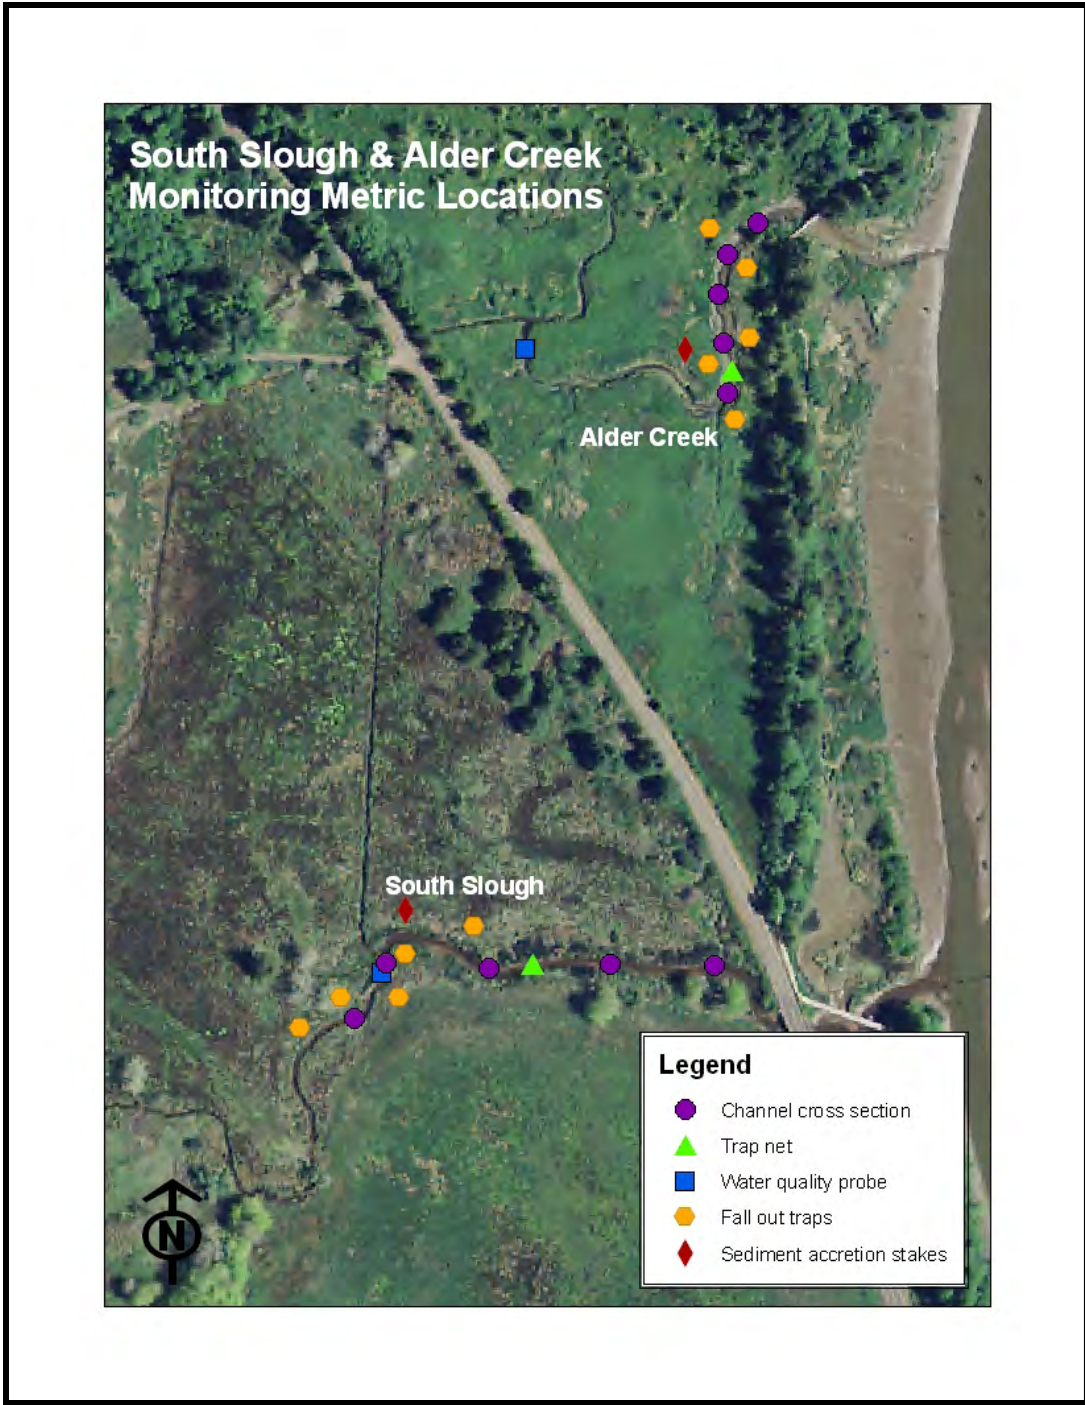 South Slough & Alder Creek
Monitoring Metric Locations
Alder Creek
South Slough
Legend
Channel cross section
Trap net
Water quality probe
Fall out traps
Sediment accretion stakes
N